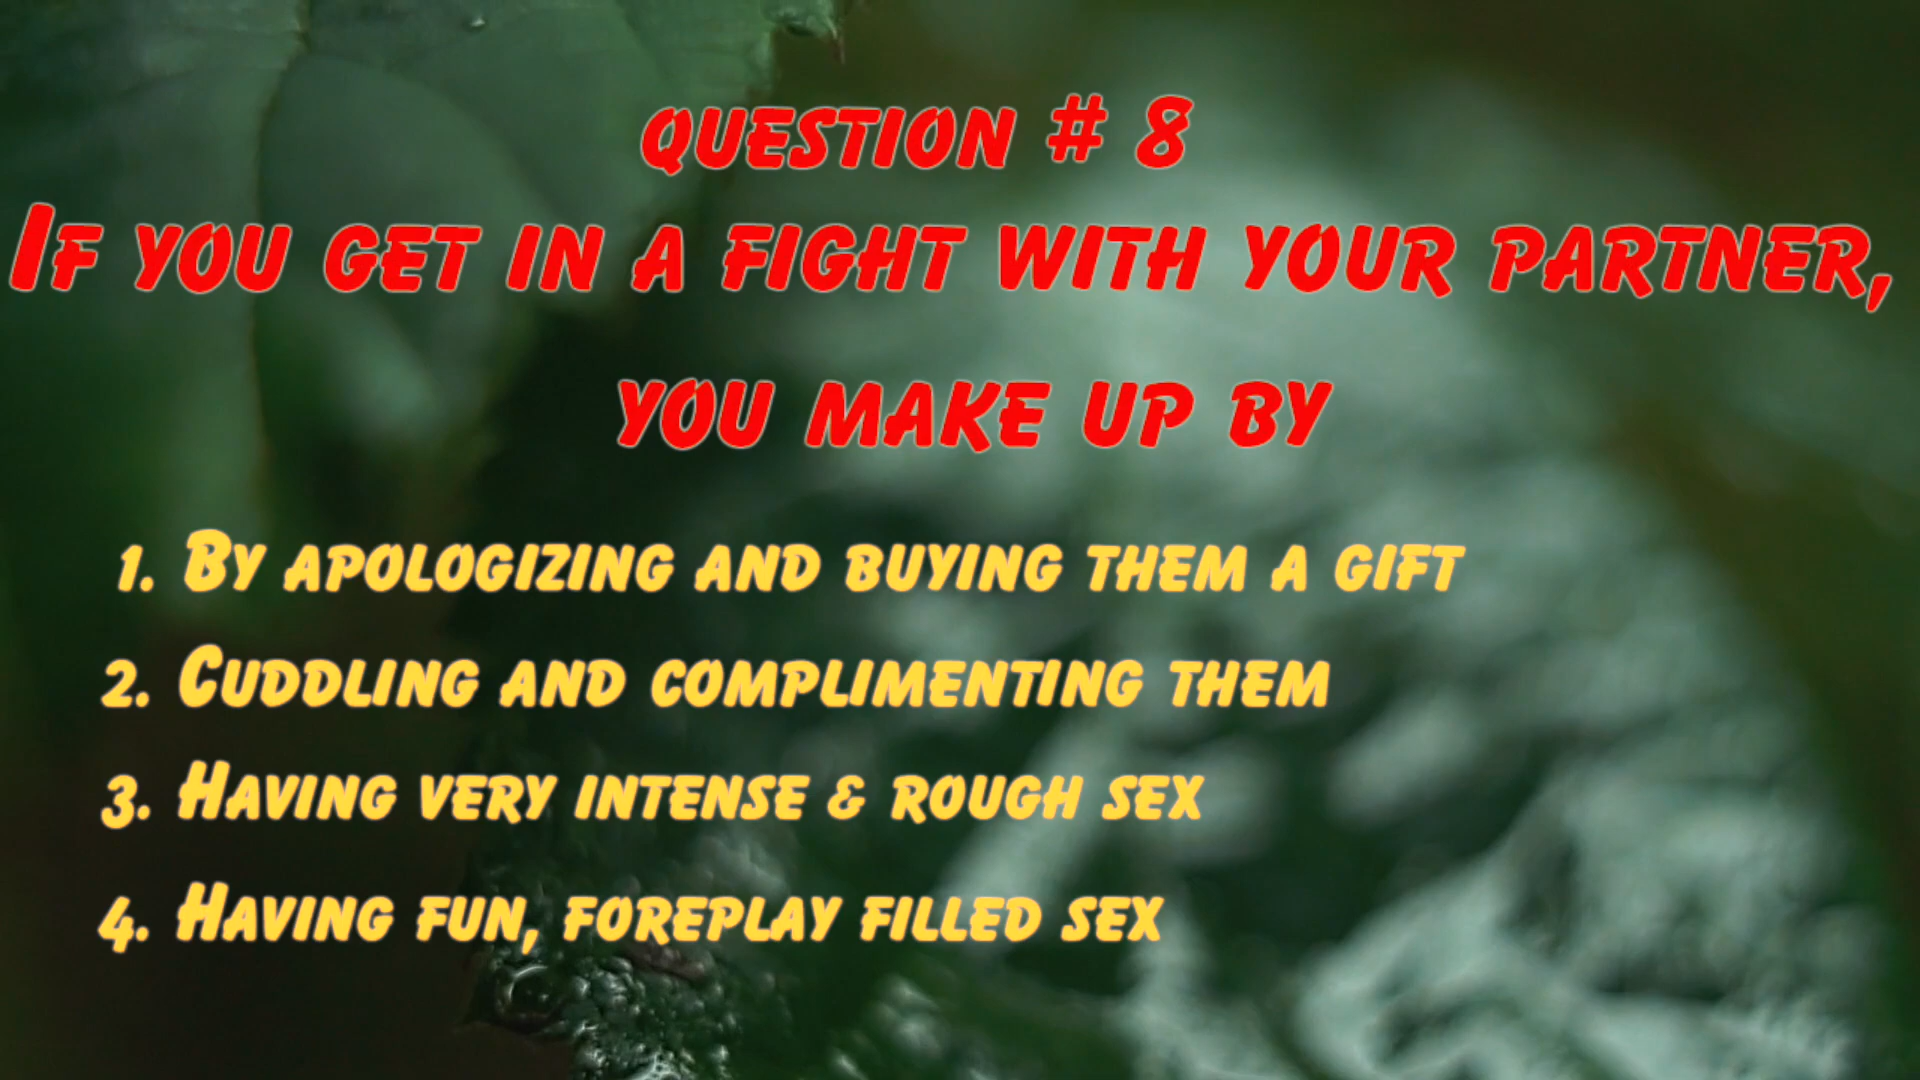 QUESTION # 8
IF YOU GET IN A FIGHT WITH YOUR PARTNER,
YOU MAKE UP BY
1. BY APOLOGIZING AND BUYING THEM A GIFT
2. CUDDLING AND COMPLIMENTING THEM
3. HAVING VERY INTENSE & ROUGH SEX
4. HAVING FUN, FOREPLAY FILLED SEX